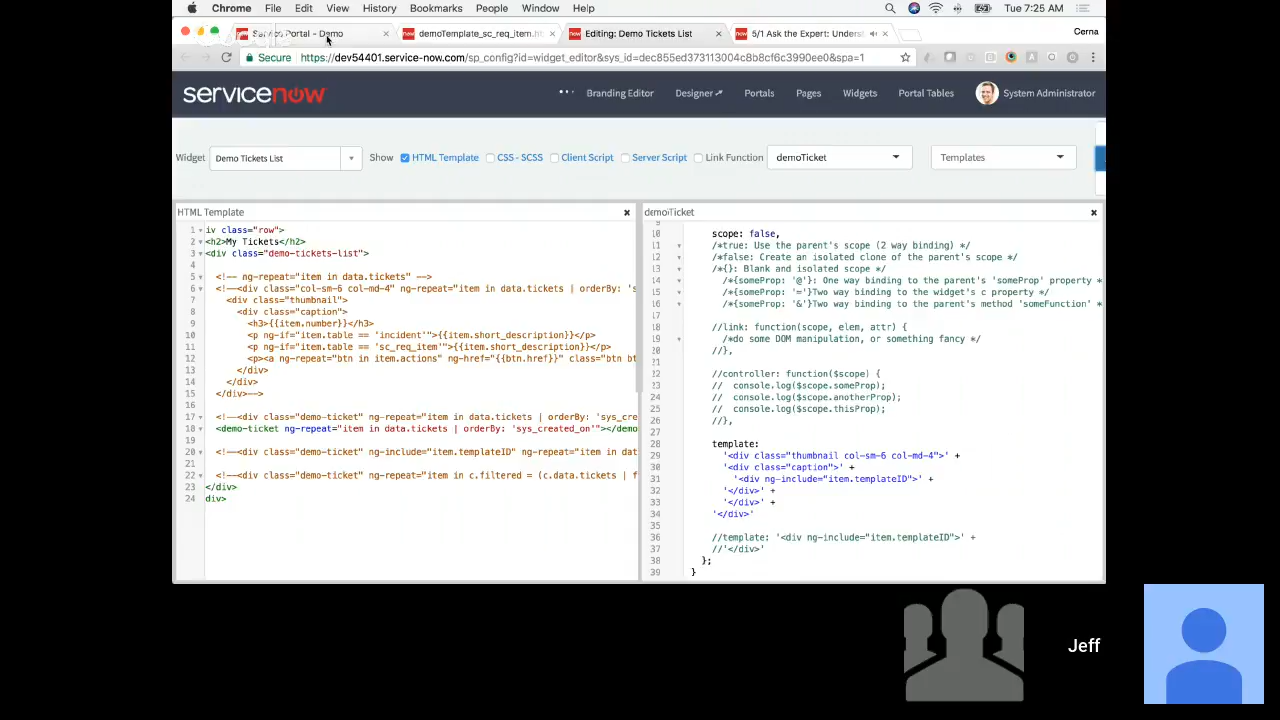 Chrome File Edit View History Bookmarks People Window Help Tue 7:25 AM
Portal - Demo demoTemplate_sc_req_item.ht Editing: Demo Tickets List 5/1 Ask the Expert: Underst Cerna
Secure https://dev54401.service-now.com/sp_config?id=widget_editor&sys_id=dec855ed373113004c8b8cf6c3990ee0&spa=1
servicenow Branding Editor Designer Portals Pages Widgets Portal Tables System Administrator
Widget Demo Tickets List Show HTML Template CSS - SCSS Client Script Server Script Link Function demoTicket Templates
HTML Template
1 iv class="row">
2 <h2>My Tickets</h2>
3 <div class="demo-tickets-list">
4
5 <!-- ng-repeat="item in data.tickets" -->
6 <!--<div class="col-sm-6 col-md-4" ng-repeat="item in data.tickets | orderBy: 's
7 <div class="thumbnail">
8 <div class="caption">
9 <h3>{{item.number}}</h3>
10 <p ng-if="item.table == 'incident'">{{item.short_description}}</p>
11 <p ng-if="item.table == 'sc_req_item'">{{item.short_description}}</p>
12 <p><a ng-repeat="btn in item.actions" ng-href="{{btn.href}}" class="btn bt
13 </div>
14 </div>
15 </div>-->
16
17 <!--<div class="demo-ticket" ng-repeat="item in data.tickets | orderBy: 'sys_cre
18 <demo-ticket ng-repeat="item in data.tickets | orderBy: 'sys_created_on'"></demo
19
20 <!--<div class="demo-ticket" ng-include="item.templateID" ng-repeat="item in dat
21
22 <!--<div class="demo-ticket" ng-repeat="item in c.filtered = (c.data.tickets | f
23 </div>
24 div>
demoTicket
9
10 scope: false,
11 /*true: Use the parent's scope (2 way binding) */
12 /*false: Create an isolated clone of the parent's scope */
13 /*{}: Blank and isolated scope */
14 /*{someProp: '@'}: One way binding to the parent's 'someProp' property *
15 /*{someProp: '='}Two way binding to the widget's c property */
16 /*{someProp: '&'}Two way binding to the parent's method 'someFunction' */
17
18 //link: function(scope, elem, attr) {
19 /*do some DOM manipulation, or something fancy */
20 //},
21
22 //controller: function($scope) {
23 // console.log($scope.someProp);
24 // console.log($scope.anotherProp);
25 // console.log($scope.thisProp);
26 //},
27
28 template:
29 '<div class="thumbnail col-sm-6 col-md-4">' +
30 '<div class="caption">' +
31 '<div ng-include="item.templateID">' +
32 '</div>' +
33 '</div>' +
34 '</div>'
35
36 //template: '<div ng-include="item.templateID">' +
37 //'</div>'
38 };
39 }
Jeff